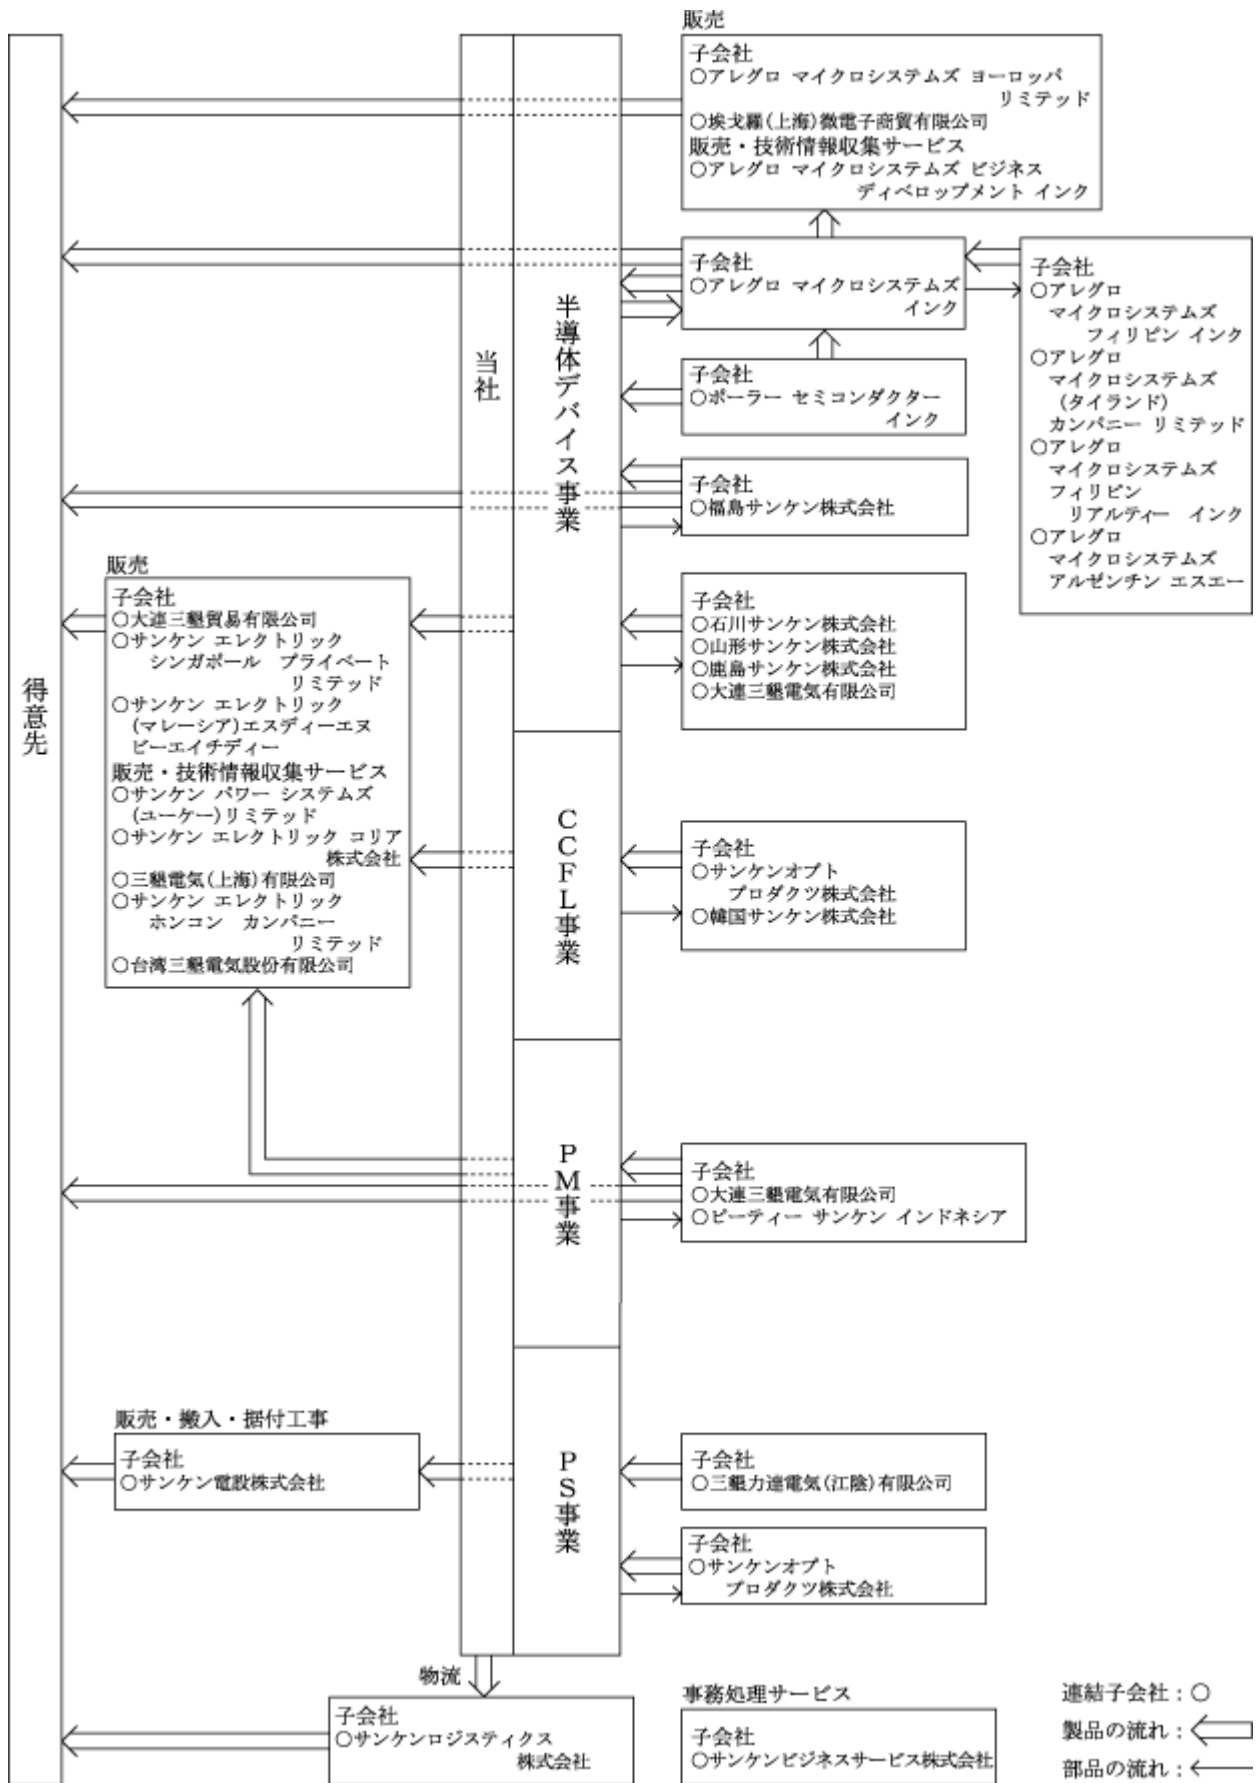 販売
子会社
○アレグロ マイクロシステムズ ヨーロッパ
リミテッド
○埃戈羅(上海)微電子商貿有限公司
販売・技術情報収集サービス
○アレグロ マイクロシステムズ ビジネス
ディベロップメント インク
子会社
○アレグロ マイクロシステムズ
インク
子会社
○アレグロ
マイクロシステムズ
フィリピン インク
○アレグロ
マイクロシステムズ
(タイランド)
カンパニー リミテッド
○アレグロ
マイクロシステムズ
フィリピン
リアルティー インク
○アレグロ
マイクロシステムズ
アルゼンチン エスエー
子会社
○ポーラー セミコンダクター
インク
子会社
○福島サンケン株式会社
子会社
○石川サンケン株式会社
○山形サンケン株式会社
○鹿島サンケン株式会社
○大連三墾電気有限公司
当社
半導体デバイス事業
得意先
販売
子会社
○大連三墾貿易有限公司
○サンケン エレクトリック
シンガポール プライベート
リミテッド
○サンケン エレクトリック
(マレーシア)エスディーエヌ
ビーエイチディー
販売・技術情報収集サービス
○サンケン パワー システムズ
(ユーケー)リミテッド
○サンケン エレクトリック コリア
株式会社
○三墾電気(上海)有限公司
○サンケン エレクトリック
ホンコン カンパニー
リミテッド
○台湾三墾電気股份有限公司
CCFL事業
子会社
○サンケンオプト
プロダクツ株式会社
○韓国サンケン株式会社
PM事業
子会社
○大連三墾電気有限公司
○ピーティー サンケン インドネシア
販売・搬入・据付工事
子会社
○サンケン電設株式会社
PS事業
子会社
○三墾力達電気(江陰)有限公司
子会社
○サンケンオプト
プロダクツ株式会社
物流
子会社
○サンケンロジスティクス
株式会社
事務処理サービス
子会社
○サンケンビジネスサービス株式会社
連結子会社：○
製品の流れ：
部品の流れ：